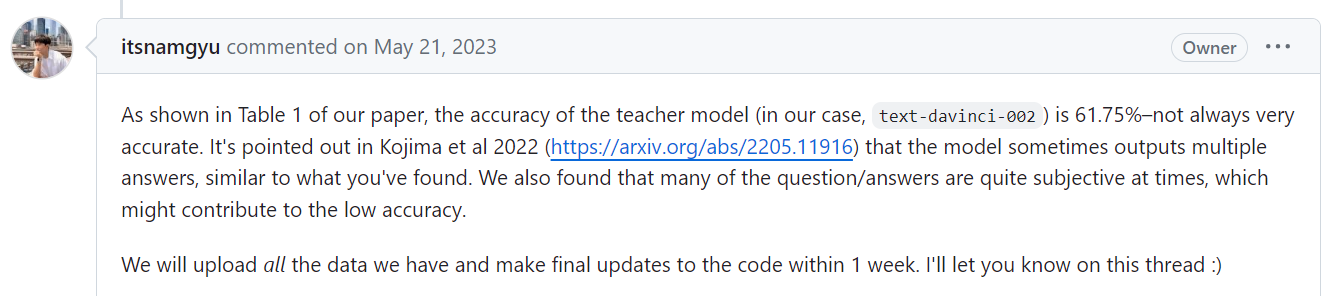 itsnamgyu commented on May 21, 2023
Owner
As shown in Table 1 of our paper, the accuracy of the teacher model (in our case, text-davinci-002) is 61.75%–not always very
accurate. It's pointed out in Kojima et al 2022 (https://arxiv.org/abs/2205.11916) that the model sometimes outputs multiple
answers, similar to what you've found. We also found that many of the question/answers are quite subjective at times, which
might contribute to the low accuracy.
We will upload all the data we have and make final updates to the code within 1 week. I'll let you know on this thread :)